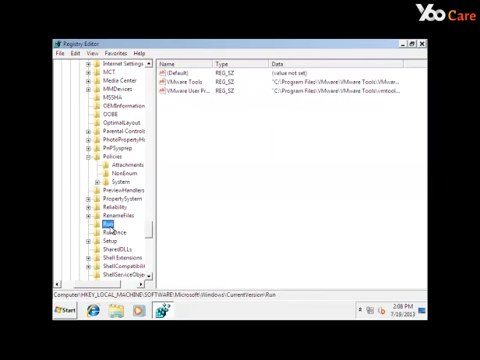 Yoo Care
Registry Editor
File Edit View Favorites Help
Internet Settings
MCT
Media Center
MMDevices
MSSHA
OEMInformation
OOBE
OptimalLayout
Parental Controls
PhotoPropertyHa
PnPSysprep
Policies
Attachments
NonEnum
System
PreviewHandlers
PropertySystem
Reliability
RenameFiles
Run
RunOnce
Setup
SharedDLLs
Shell Extensions
ShellCompatibilit
ShellServiceObjec
Name Type Data
(Default) REG_SZ (value not set)
VMware Tools REG_SZ "C:\Program Files\VMware\VMware Tools\VMwar...
VMware User Pr... REG_SZ "C:\Program Files\VMware\VMware Tools\vmtool...
Computer\HKEY_LOCAL_MACHINE\SOFTWARE\Microsoft\Windows\CurrentVersion\Run
Start
2:08 PM
7/19/2013